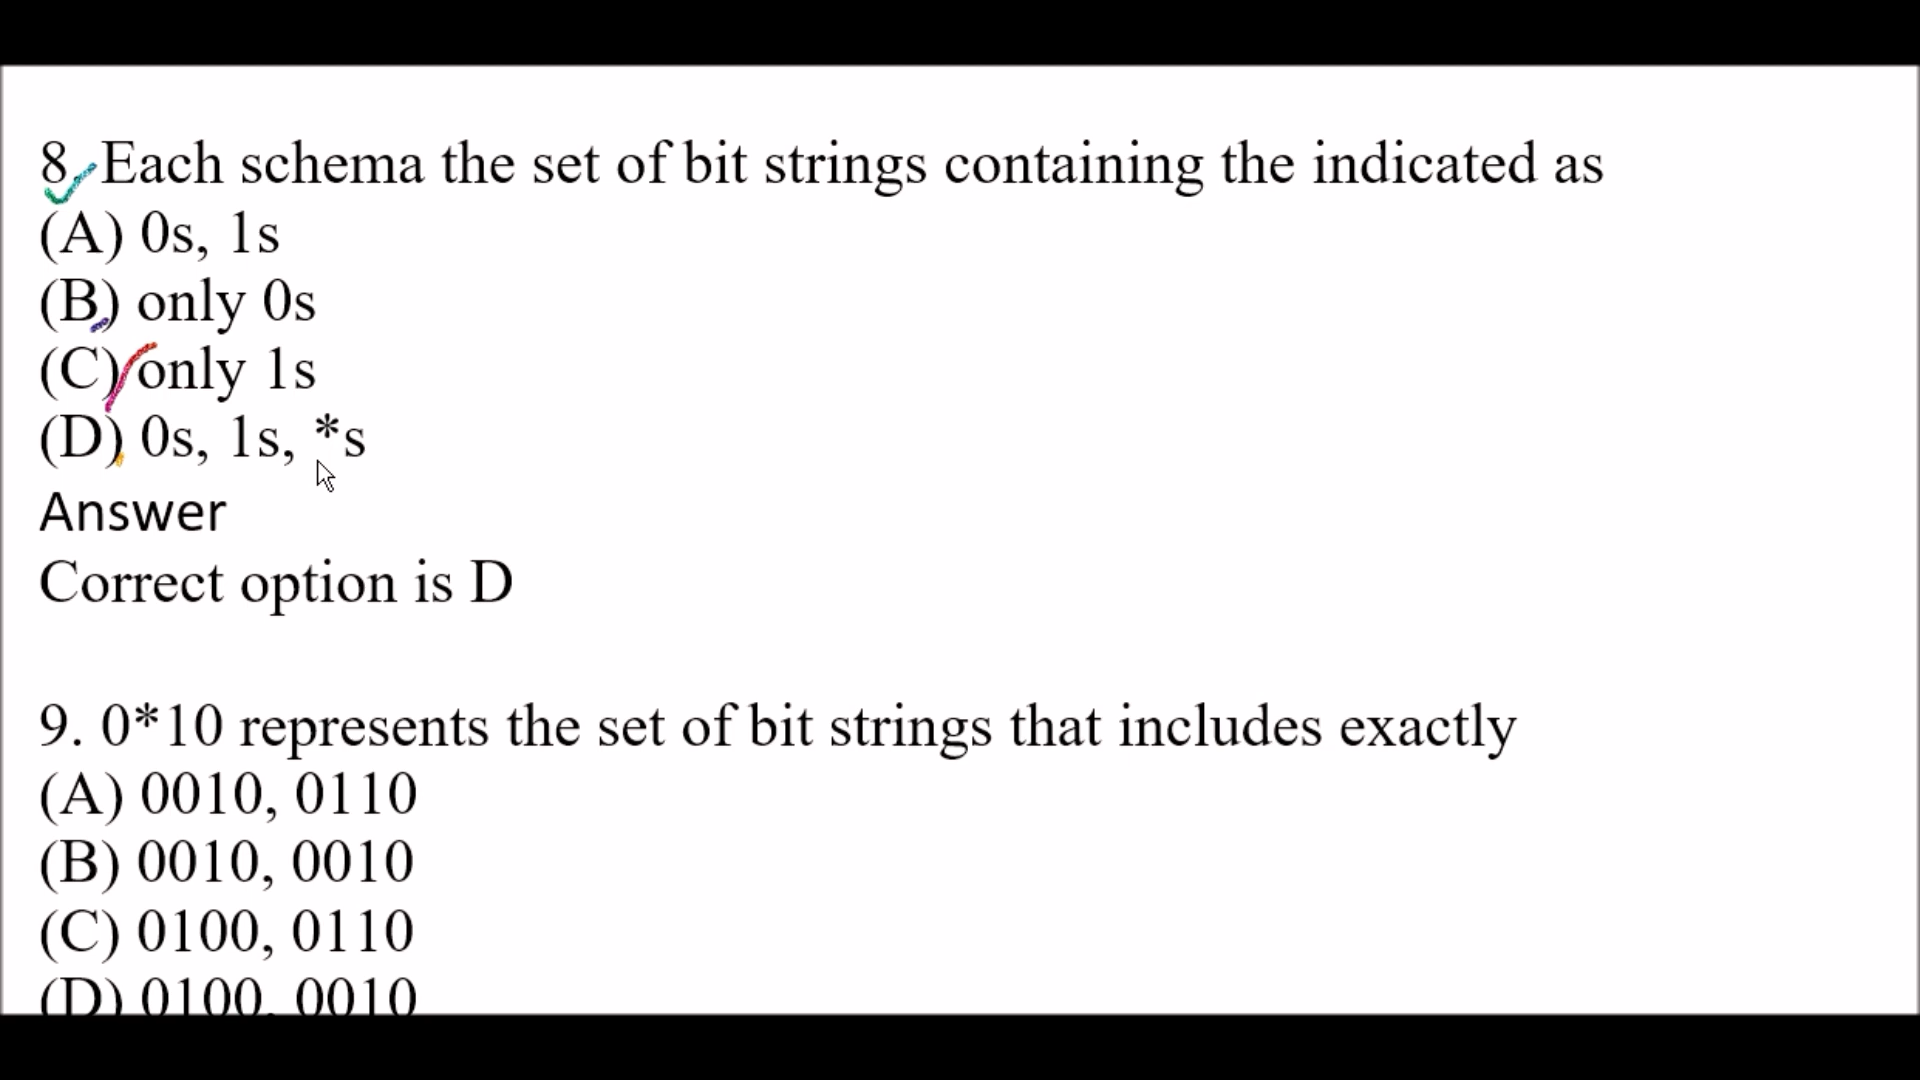 8. Each schema the set of bit strings containing the indicated as
(A) 0s, 1s
(B) only 0s
(C) only 1s
(D) 0s, 1s, *s
Answer
Correct option is D
9. 0*10 represents the set of bit strings that includes exactly
(A) 0010, 0110
(B) 0010, 0010
(C) 0100, 0110
(D) 0100, 0010